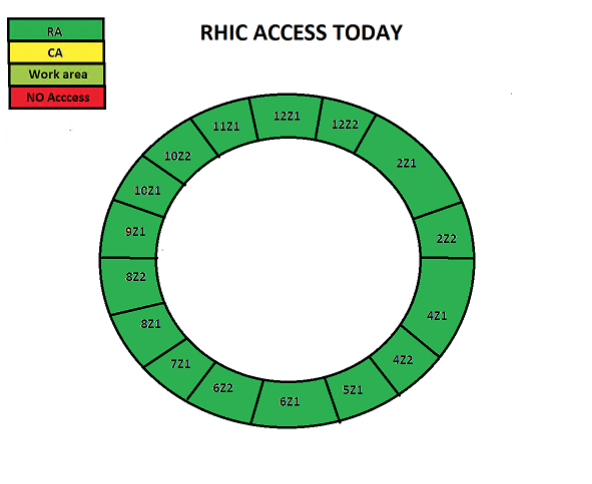 RHIC ACCESS TODAY
RA
CA
Work area
NO Acccess
12Z1
12Z2
2Z1
2Z2
4Z1
4Z2
5Z1
6Z1
6Z2
7Z1
8Z1
8Z2
9Z1
10Z1
10Z2
11Z1